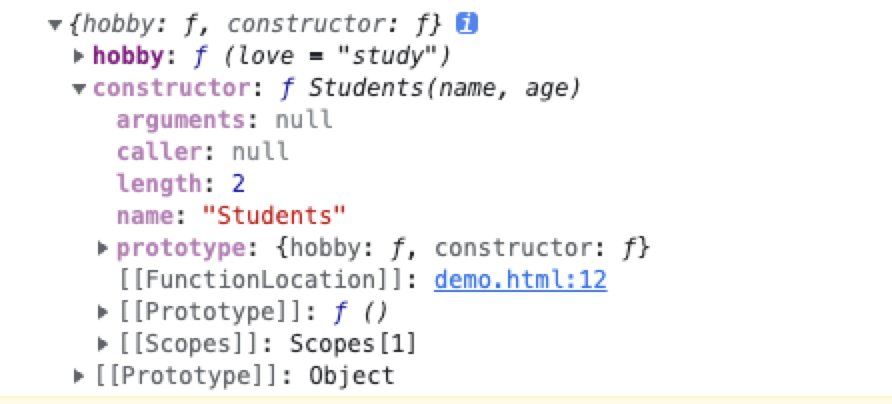 ▼{hobby: ƒ, constructor: ƒ} i
▶hobby: ƒ (love = "study")
▼constructor: ƒ Students(name, age)
arguments: null
caller: null
length: 2
name: "Students"
▶prototype: {hobby: ƒ, constructor: ƒ}
[[FunctionLocation]]: demo.html:12
▶[[Prototype]]: ƒ ()
▶[[Scopes]]: Scopes[1]
▶[[Prototype]]: Object